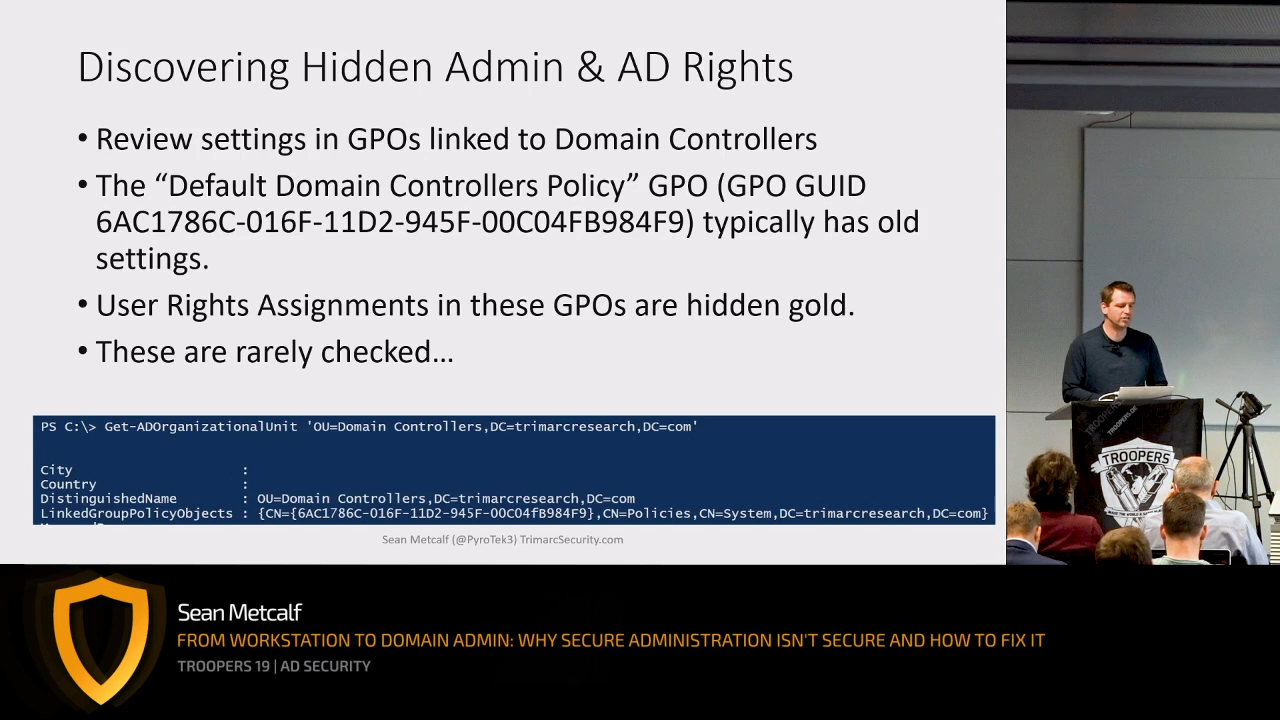 Discovering Hidden Admin & AD Rights
• Review settings in GPOs linked to Domain Controllers
• The “Default Domain Controllers Policy” GPO (GPO GUID
6AC1786C-016F-11D2-945F-00C04FB984F9) typically has old
settings.
• User Rights Assignments in these GPOs are hidden gold.
• These are rarely checked…
PS C:\> Get-ADOrganizationalUnit 'OU=Domain Controllers,DC=trimarcresearch,DC=com'
City :
Country :
DistinguishedName : OU=Domain Controllers,DC=trimarcresearch,DC=com
LinkedGroupPolicyObjects : {CN={6AC1786C-016F-11D2-945F-00C04fB984F9},CN=Policies,CN=System,DC=trimarcresearch,DC=com}
Sean Metcalf (@PyroTek3) TrimarcSecurity.com
TROOPERS
Sean Metcalf
FROM WORKSTATION TO DOMAIN ADMIN: WHY SECURE ADMINISTRATION ISN'T SECURE AND HOW TO FIX IT
TROOPERS 19 | AD SECURITY